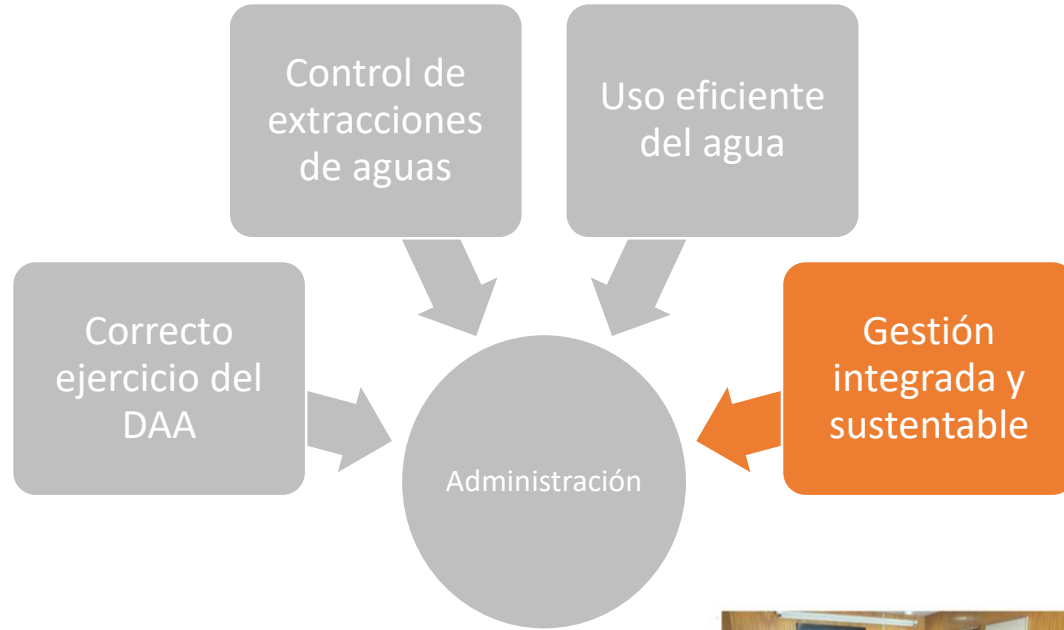 Control de
extracciones
de aguas
Uso eficiente
del agua
Correcto
ejercicio del
DAA
Gestión
integrada y
sustentable
Administración